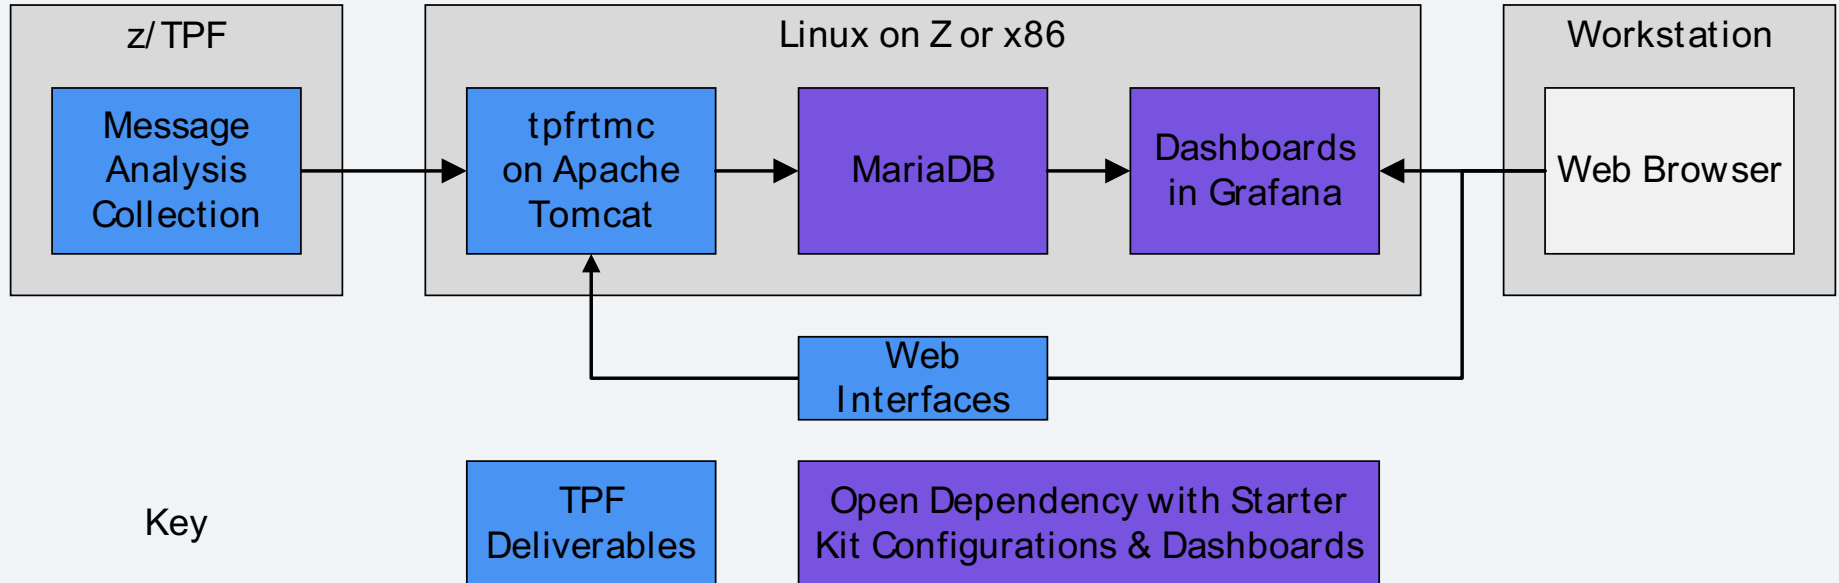 z/TPF
Linux on Z or x86
Workstation
Message
Analysis
Collection
tpfrtmc
on Apache
Tomcat
MariaDB
Dashboards
in Grafana
Web Browser
Web
Interfaces
Key
TPF
Deliverables
Open Dependency with Starter
Kit Configurations & Dashboards